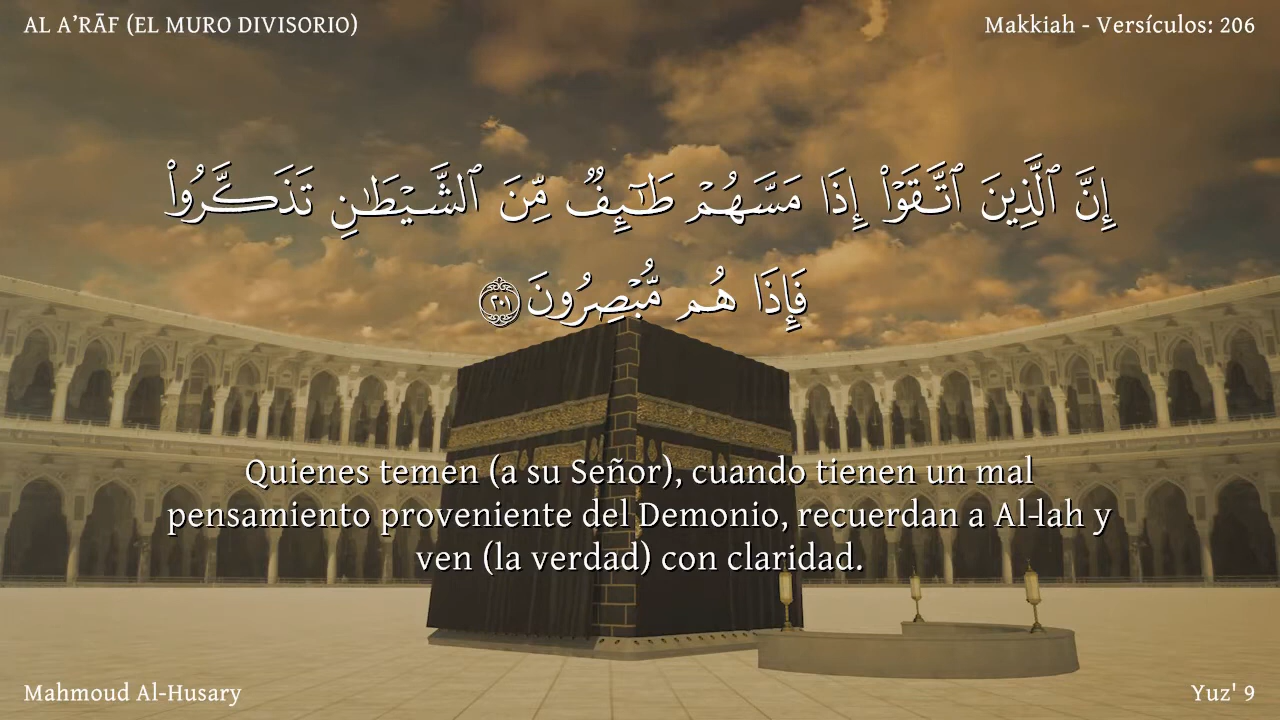 AL A’RĀF (EL MURO DIVISORIO)
Makkiah - Versículos: 206
إِنَّ ٱلَّذِينَ ٱتَّقَوۡاْ إِذَا مَسَّهُمۡ طَـٰٓئِفٞ مِّنَ ٱلشَّيۡطَٰنِ تَذَكَّرُواْ
فَإِذَا هُم مُّبۡصِرُونَ ٢٠١
Quienes temen (a su Señor), cuando tienen un mal
pensamiento proveniente del Demonio, recuerdan a Al-lah y
ven (la verdad) con claridad.
Mahmoud Al-Husary
Yuz' 9